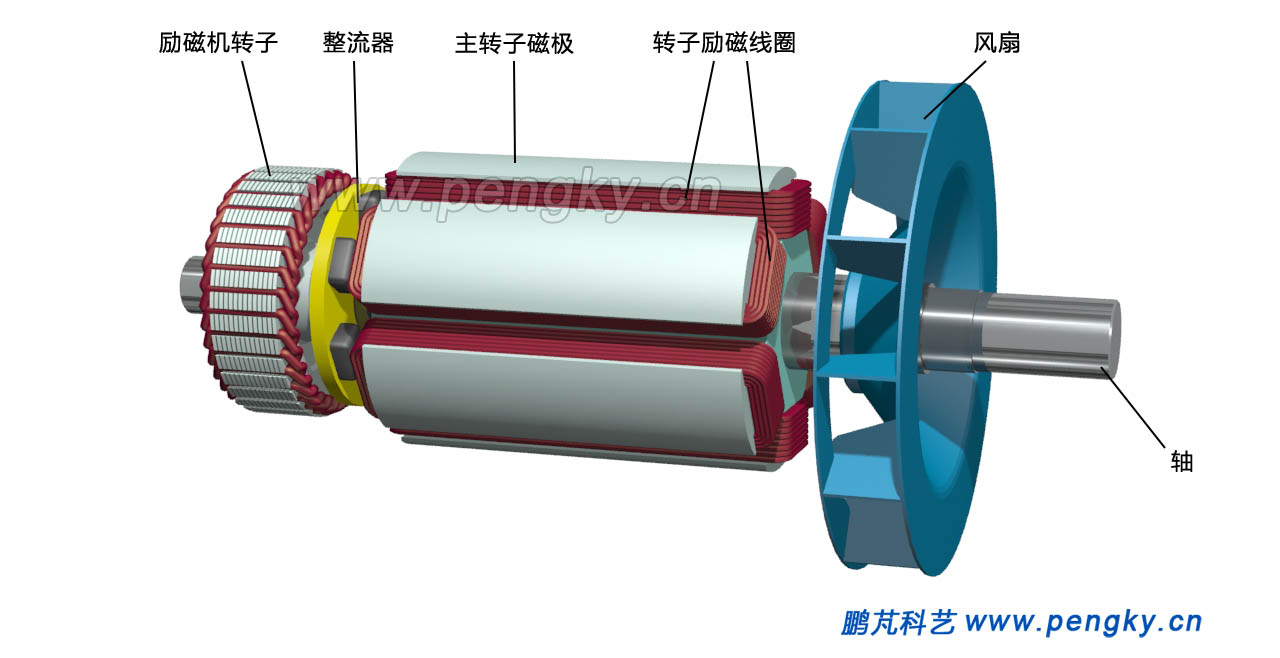 励磁机转子
整流器
主转子磁极
转子励磁线圈
风扇
www.pengky.cn
轴
鹏芃科艺 www.pengky.cn